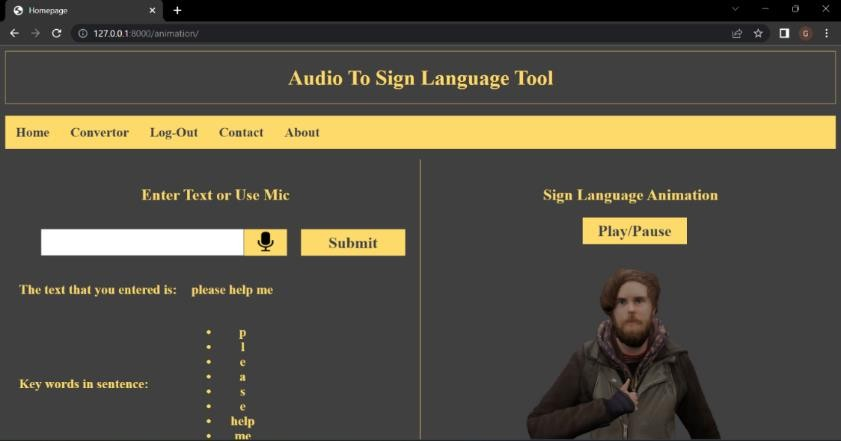 Homepage
127.0.0.1:8000/animation/
G
Audio To Sign Language Tool
Home Convertor Log-Out Contact About
Enter Text or Use Mic
Submit
The text that you entered is: please help me
Key words in sentence:
• p
• l
• e
• a
• s
• e
• help
• me
Sign Language Animation
Play/Pause